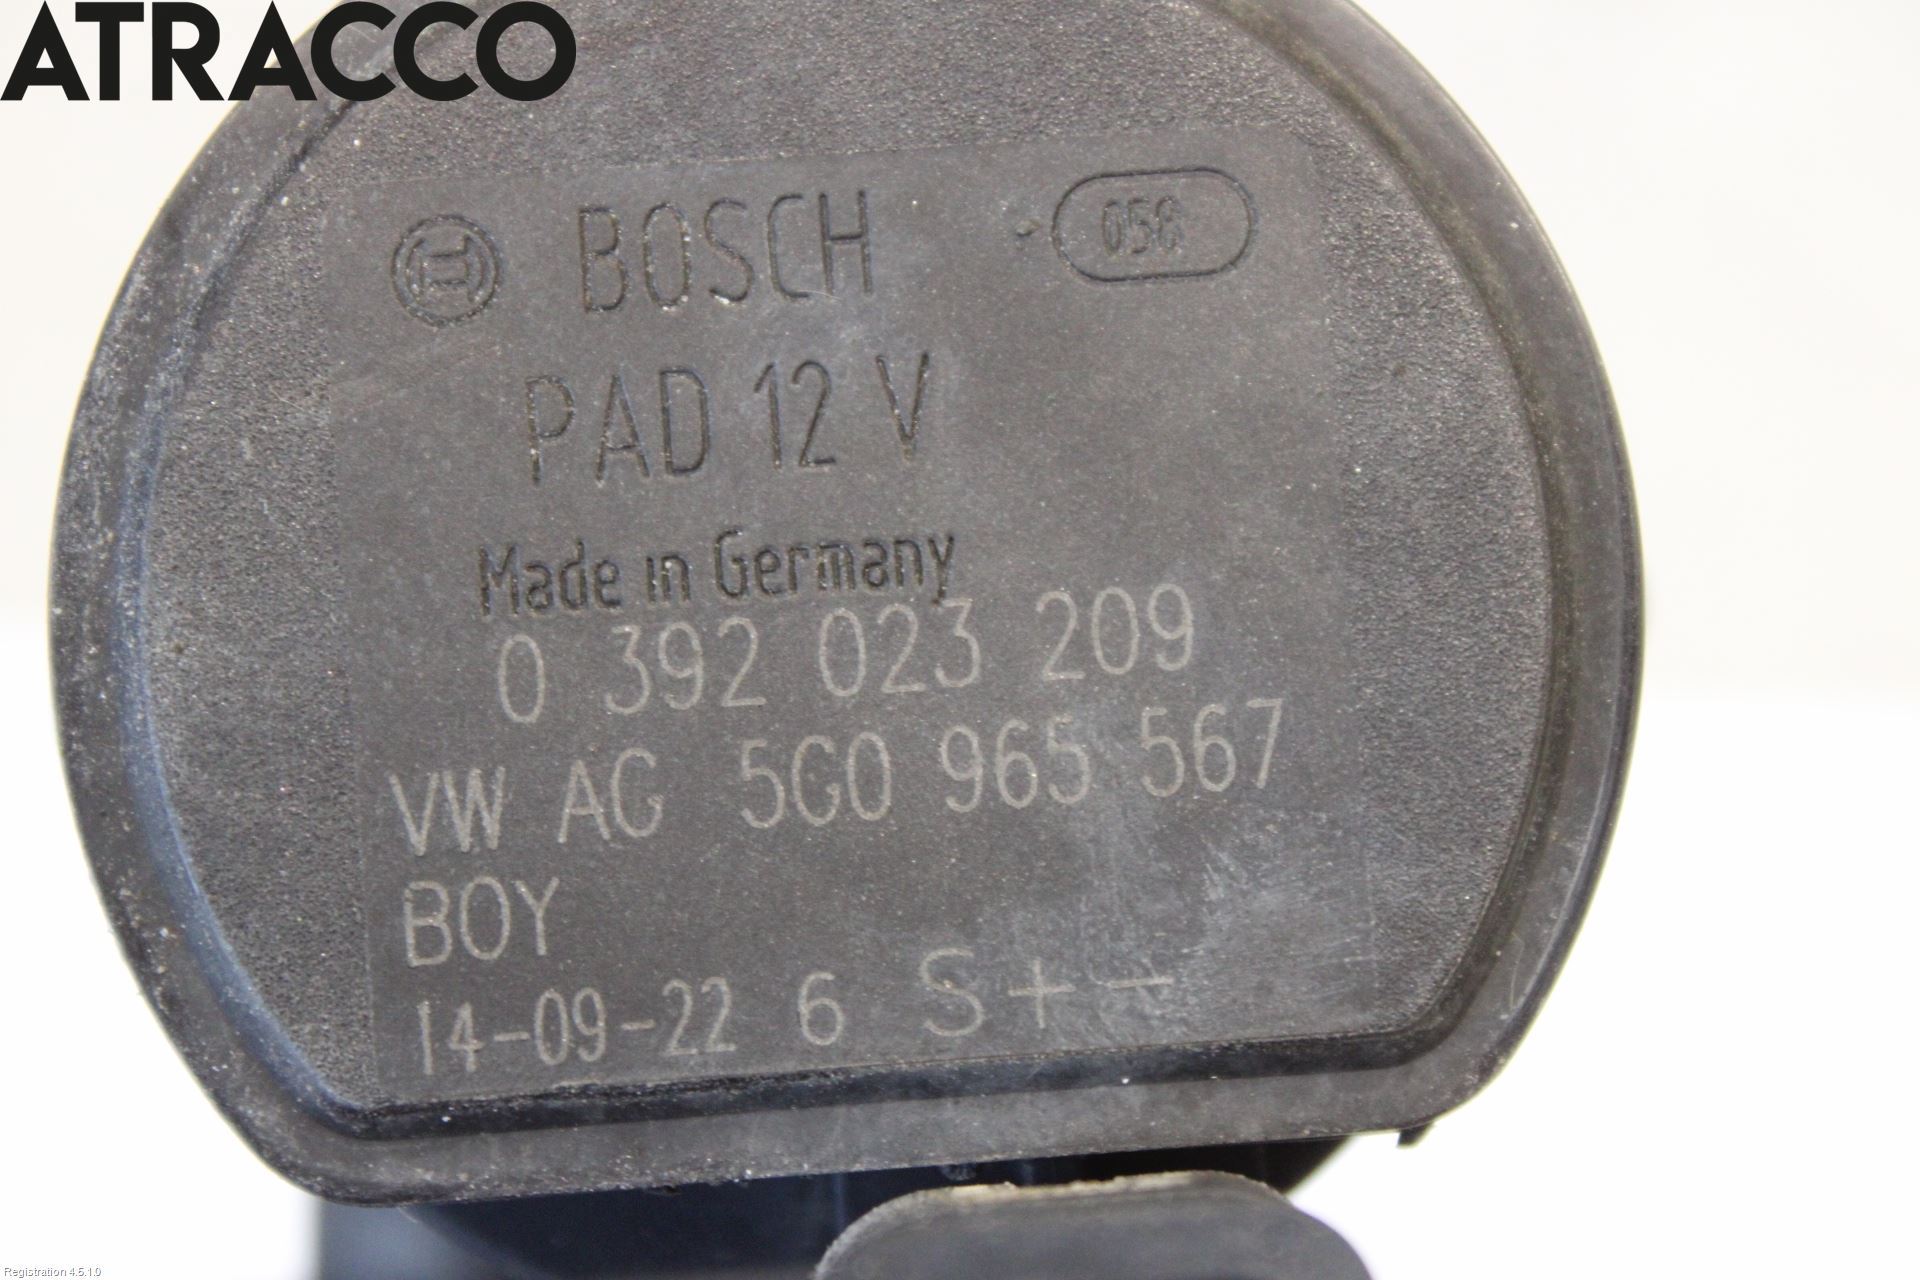 ATRACCO
BOSCH 058
PAD 12 V
Made in Germany
0 392 023 209
VW AG 5G0 965 567
BOY
14-09-22 6 S + -
Registration 4.5.1.0